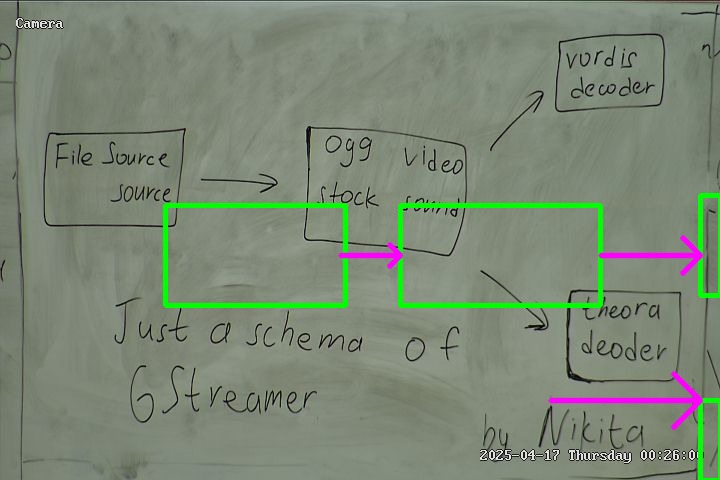 Camera
vordis
decoder
File Source
source
Ogg video
stock sound
theora
deoder
Just a schema of
GStreamer
by Nikita
2025-04-17 Thursday 00:26:0